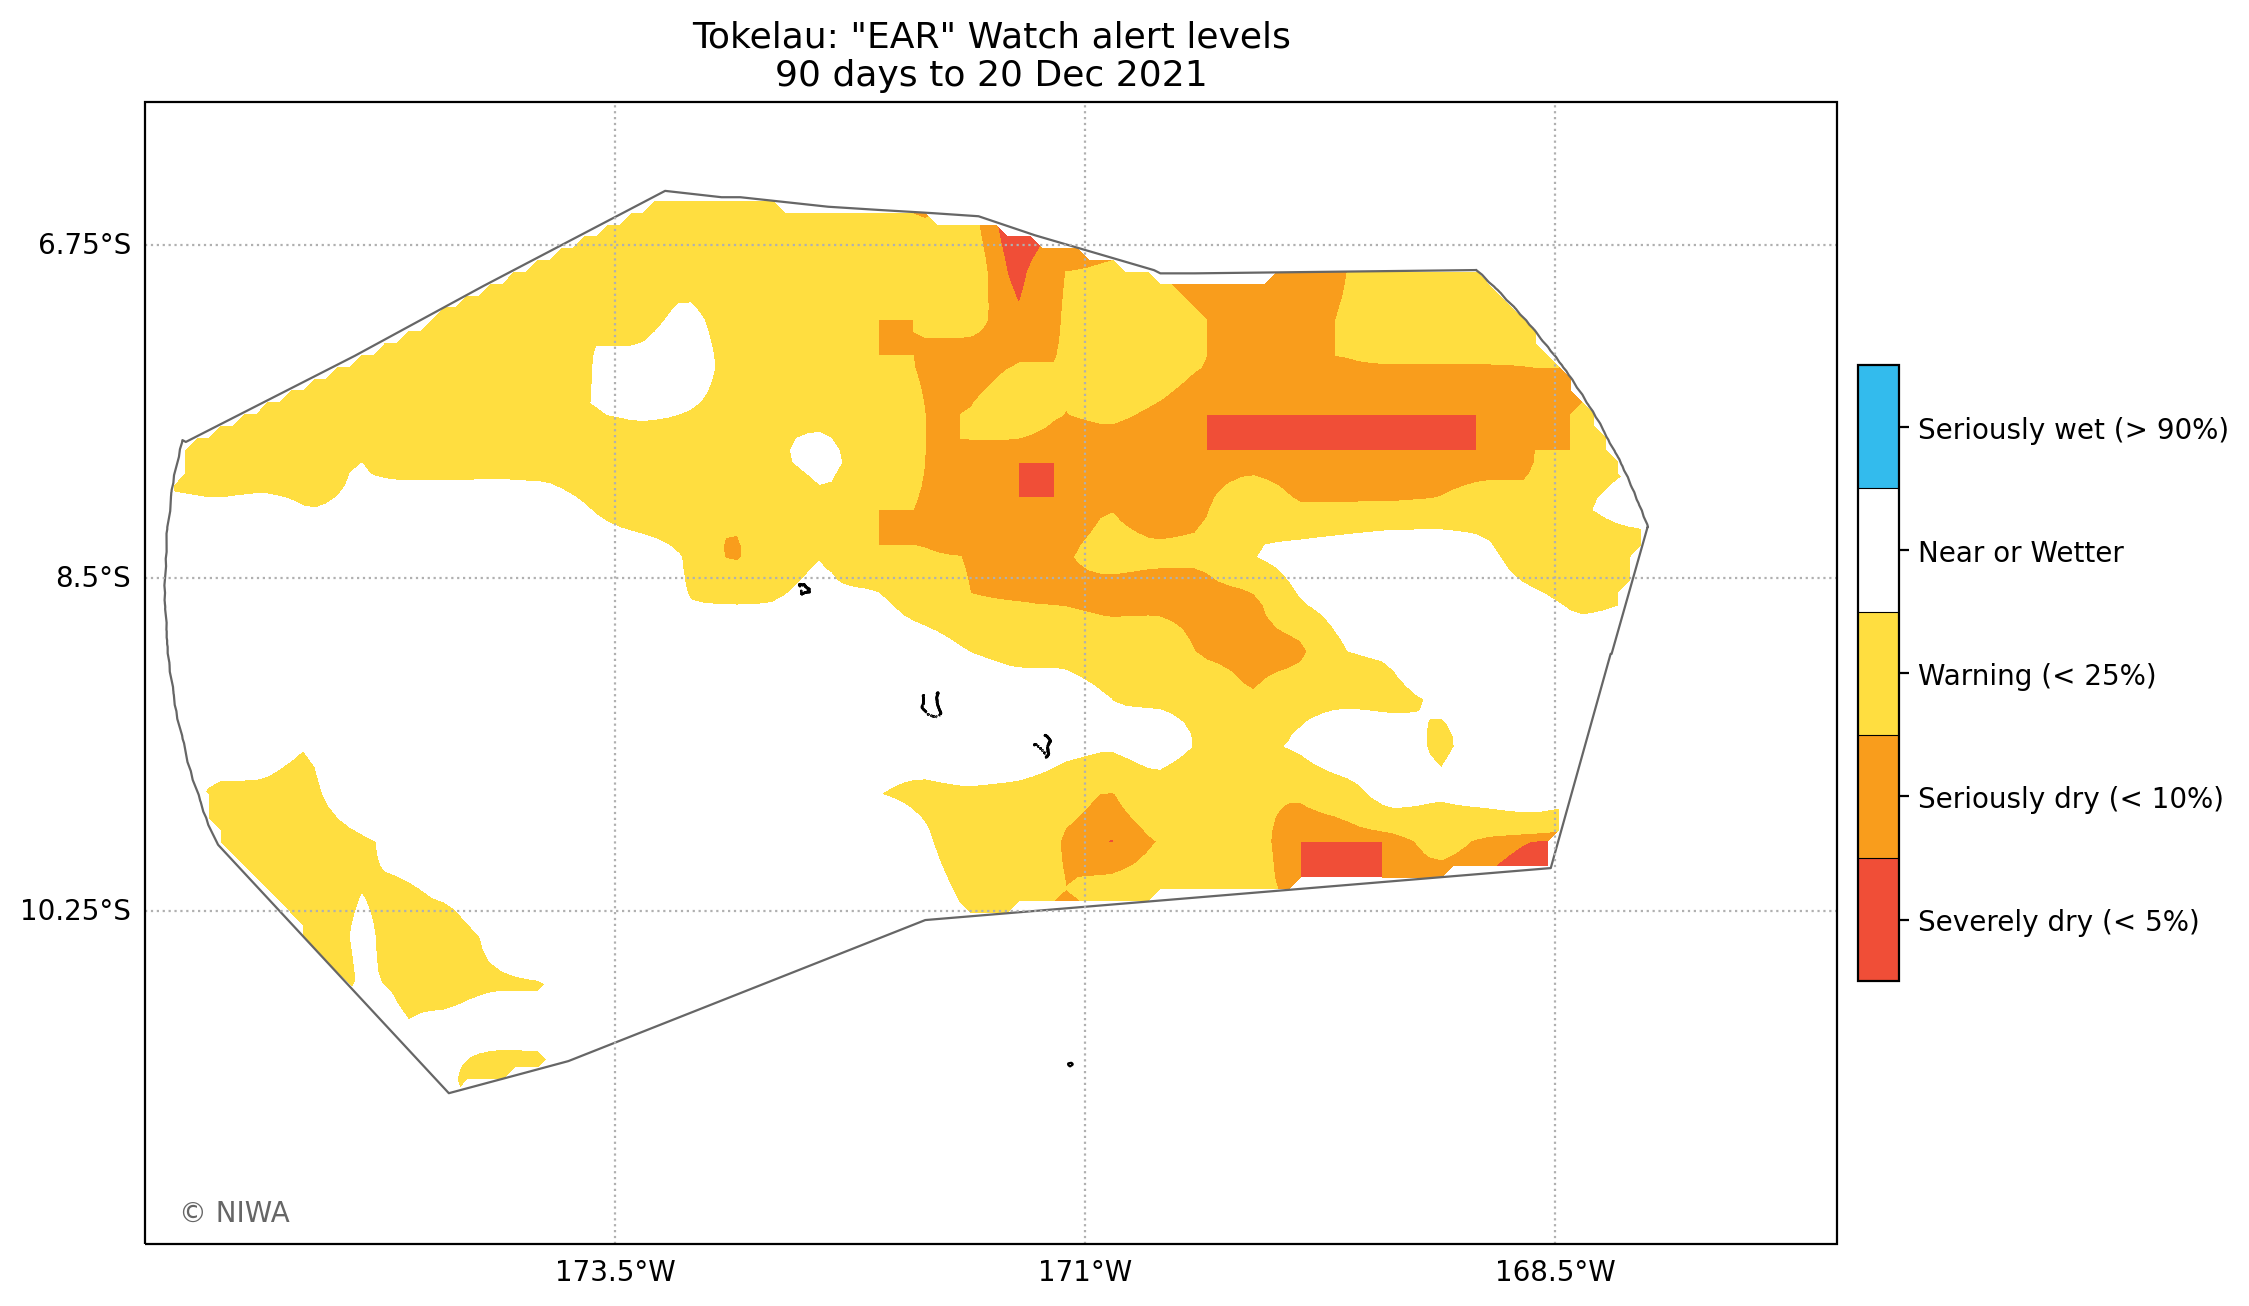 Tokelau: "EAR" Watch alert levels
90 days to 20 Dec 2021
6.75°S
8.5°S
10.25°S
173.5°W
171°W
168.5°W
Seriously wet (> 90%)
Near or Wetter
Warning (< 25%)
Seriously dry (< 10%)
Severely dry (< 5%)
© NIWA